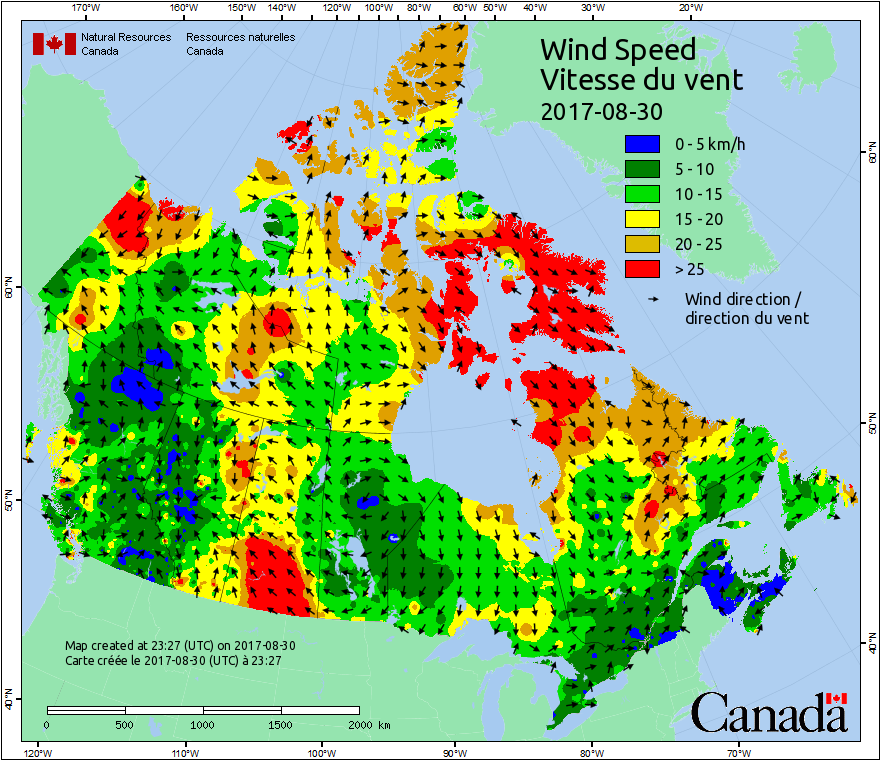 170°W 160°W 150°W 140°W 130°W 120°W 110°W 100°W 90°W 80°W 70°W 60°W 50°W 40°W 30°W 20°W
Natural Resources Ressources naturelles
Canada Canada
Wind Speed
Vitesse du vent
2017-08-30
0 - 5 km/h
5 - 10
10 - 15
15 - 20
20 - 25
> 25
Wind direction /
direction du vent
60°N
60°N
50°N
50°N
40°N
40°N
Map created at 23:27 (UTC) on 2017-08-30
Carte créée le 2017-08-30 (UTC) à 23:27
0 500 1000 1500 2000 km
Canada
120°W 110°W 100°W 90°W 80°W 70°W